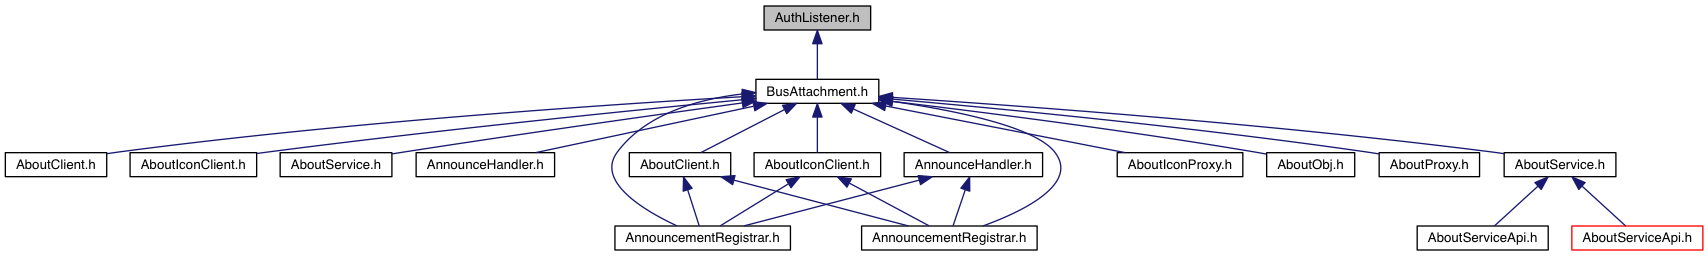 AuthListener.h
BusAttachment.h
AboutClient.h
AboutIconClient.h
AboutService.h
AnnounceHandler.h
AboutClient.h
AboutIconClient.h
AnnounceHandler.h
AboutIconProxy.h
AboutObj.h
AboutProxy.h
AboutService.h
AnnouncementRegistrar.h
AnnouncementRegistrar.h
AboutServiceApi.h
AboutServiceApi.h